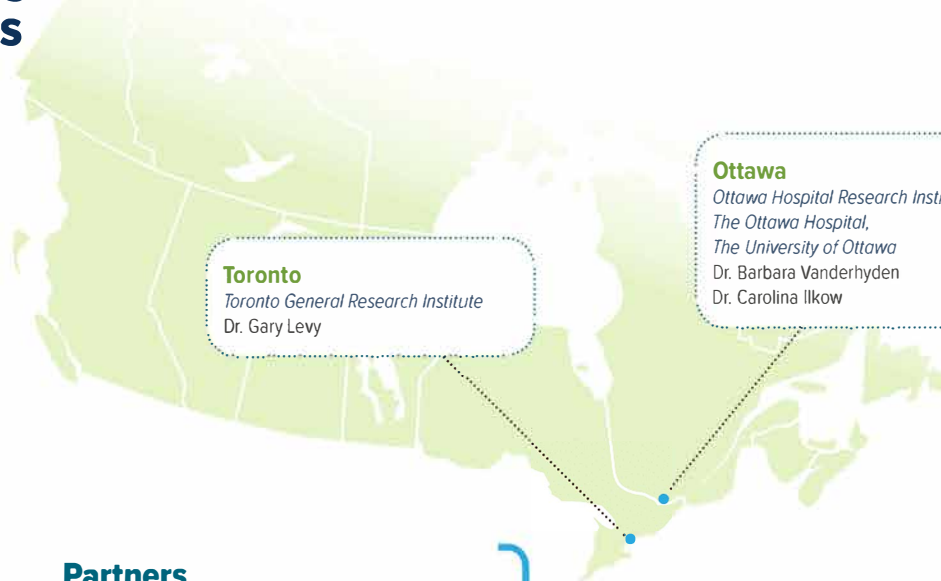 s
Ottawa
Ottawa Hospital Research
The Ottawa Hospital,
The University of Ottawa
Dr. Barbara Vanderhyden
Dr. Carolina Ilkow
Toronto
Toronto General Research Institute
Dr. Gary Levy
Partners